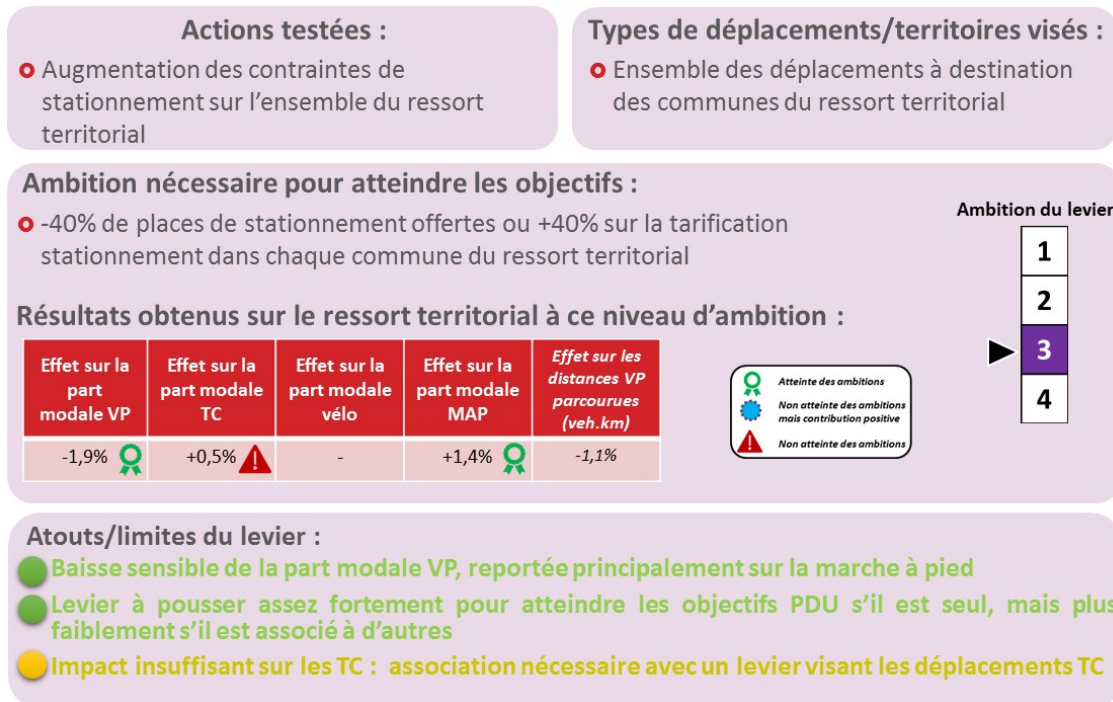 Actions testées :
Augmentation des contraintes de
stationnement sur l'ensemble du ressort
territorial
Types de déplacements/territoires visés :
Ensemble des déplacements à destination
des communes du ressort territorial
Ambition nécessaire pour atteindre les objectifs :
-40% de places de stationnement offertes ou +40% sur la tarification
stationnement dans chaque commune du ressort territorial
Ambition du levier
1
2
3
4
Résultats obtenus sur le ressort territorial à ce niveau d'ambition :
Effet sur la
part
modale VP
Effet sur la
part modale
TC
Effet sur la
part modale
vélo
Effet sur la
part modale
MAP
Effet sur les
distances VP
parcourues
(veh.km)
-1,9%
+0,5%
-
+1,4%
-1,1%
Atteinte des ambitions
Non atteinte des ambitions
mais contribution positive
Non atteinte des ambitions
Atouts/limites du levier :
Baisse sensible de la part modale VP, reportée principalement sur la marche à pied
Levier à pousser assez fortement pour atteindre les objectifs PDU s'il est seul, mais plus
faiblement s'il est associé à d'autres
Impact insuffisant sur les TC : association nécessaire avec un levier visant les déplacements TC